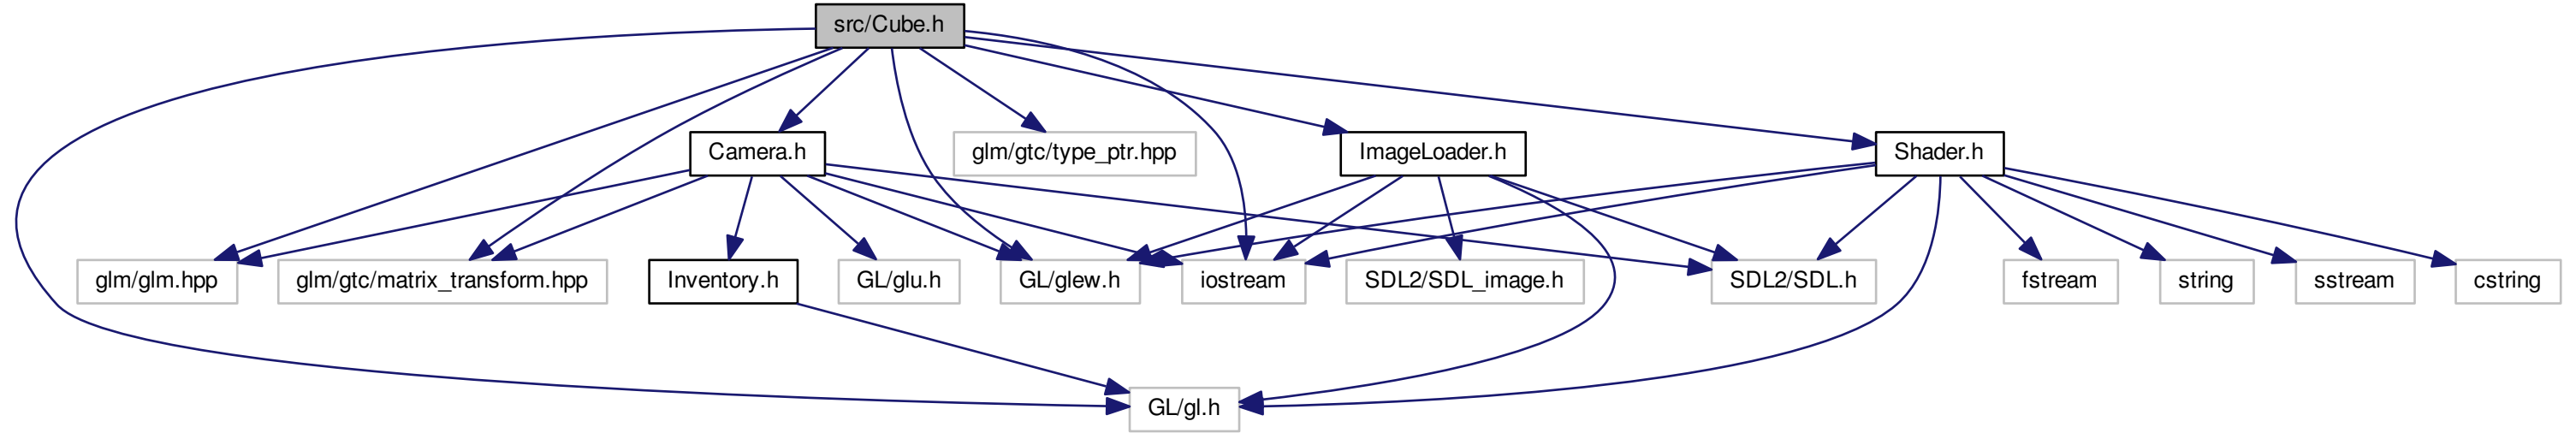 src/Cube.h
Camera.h
glm/gtc/type_ptr.hpp
ImageLoader.h
Shader.h
glm/glm.hpp
glm/gtc/matrix_transform.hpp
Inventory.h
GL/glu.h
GL/glew.h
iostream
SDL2/SDL_image.h
SDL2/SDL.h
fstream
string
sstream
cstring
GL/gl.h